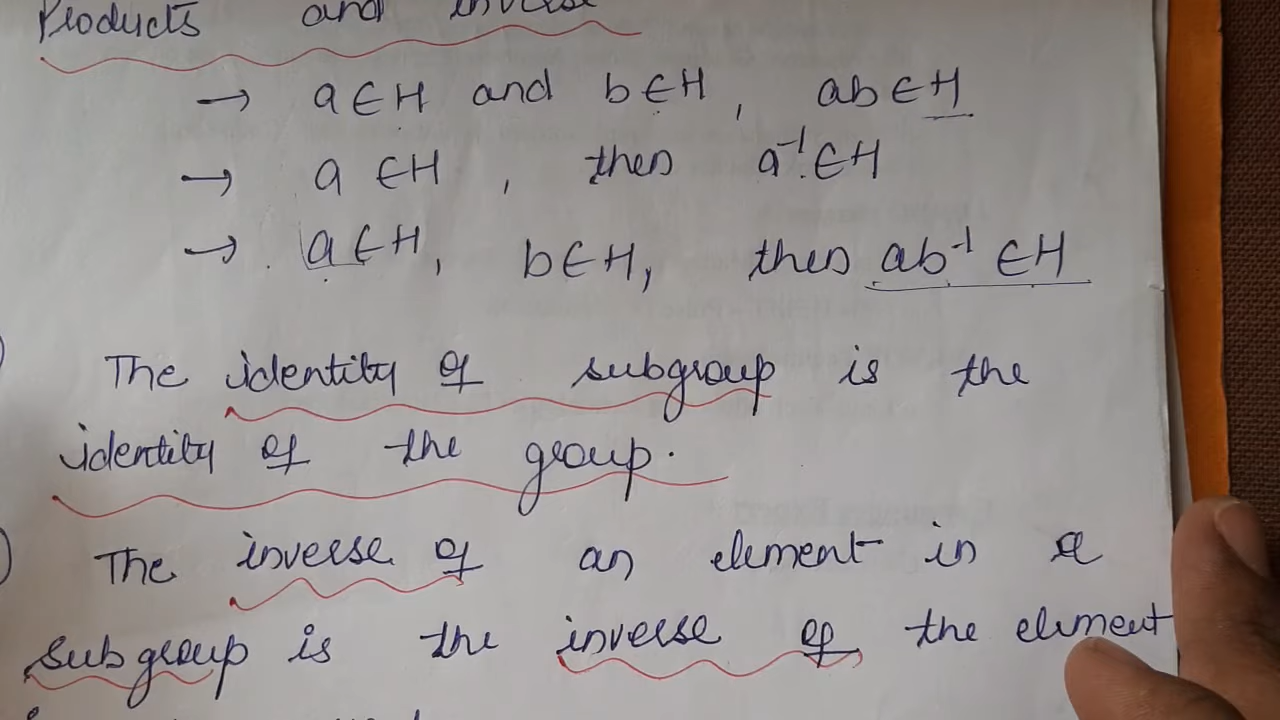 Products and inverse
→ a∈H and b∈H, ab∈H
→ a∈H, then a⁻¹∈H
→ a∈H, b∈H, then ab⁻¹∈H
The identity of subgroup is the
identity of the group.
The inverse of an element in a
subgroup is the inverse of the element